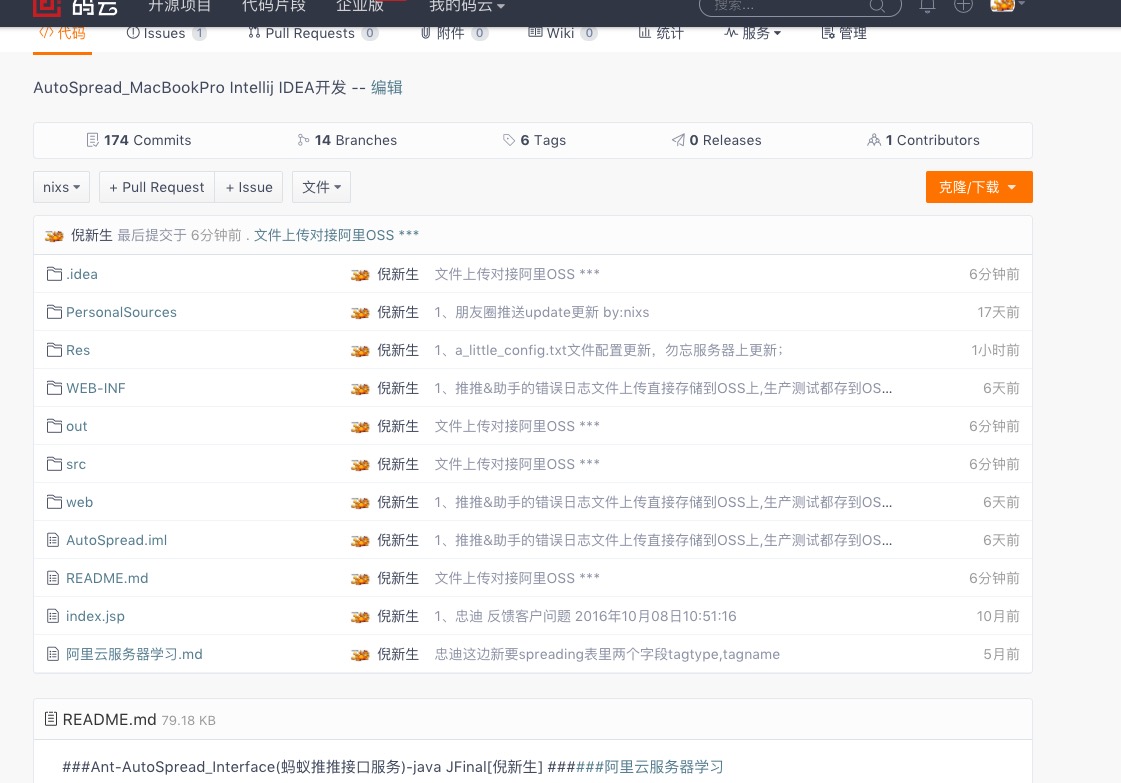 码云 开源项目 代码片段 企业版 我的码云 搜索...
代码 Issues 1 Pull Requests 0 附件 0 Wiki 0 统计 服务 管理
AutoSpread_MacBookPro Intellij IDEA开发 -- 编辑
174 Commits 14 Branches 6 Tags 0 Releases 1 Contributors
nixs + Pull Request + Issue 文件 克隆/下载
倪新生 最后提交于 6分钟前 . 文件上传对接阿里OSS ***
.idea 倪新生 文件上传对接阿里OSS *** 6分钟前
PersonalSources 倪新生 1、朋友圈推送update更新 by:nixs 17天前
Res 倪新生 1、a_little_config.txt文件配置更新，勿忘服务器上更新； 1小时前
WEB-INF 倪新生 1、推推&助手的错误日志文件上传直接存储到OSS上,生产测试都存到OS... 6天前
out 倪新生 文件上传对接阿里OSS *** 6分钟前
src 倪新生 文件上传对接阿里OSS *** 6分钟前
web 倪新生 1、推推&助手的错误日志文件上传直接存储到OSS上,生产测试都存到OS... 6天前
AutoSpread.iml 倪新生 1、推推&助手的错误日志文件上传直接存储到OSS上,生产测试都存到OS... 6天前
README.md 倪新生 文件上传对接阿里OSS *** 6分钟前
index.jsp 倪新生 1、忠迪 反馈客户问题 2016年10月08日10:51:16 10月前
阿里云服务器学习.md 倪新生 忠迪这边新要spreading表里两个字段tagtype,tagname 5月前
README.md 79.18 KB
###Ant-AutoSpread_Interface(蚂蚁推推接口服务)-java JFinal[倪新生] ######阿里云服务器学习